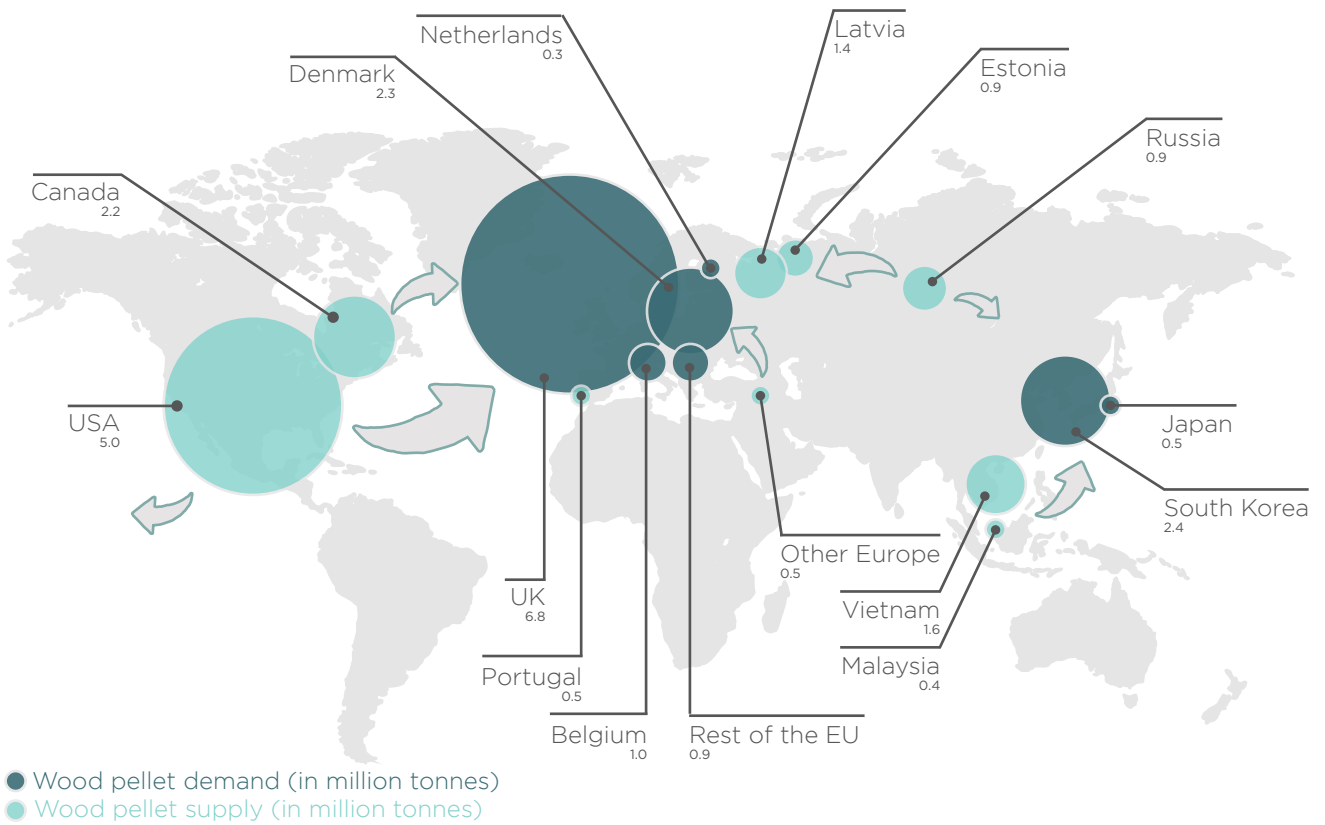 Netherlands
0.3
Latvia
1.4
Denmark
2.3
Estonia
0.9
Russia
0.9
Canada
2.2
USA
5.0
Japan
0.5
South Korea
2.4
Other Europe
0.5
UK
6.8
Vietnam
1.6
Malaysia
0.4
Portugal
0.5
Belgium
1.0
Rest of the EU
0.9
Wood pellet demand (in million tonnes)
Wood pellet supply (in million tonnes)